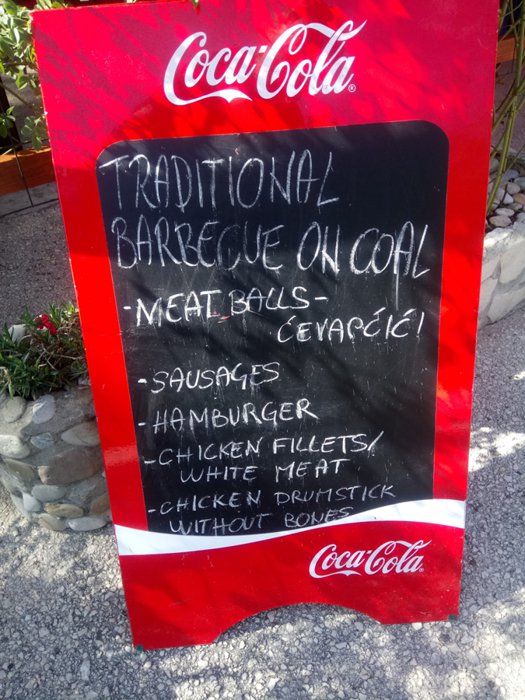 Coca-Cola®
TRADITIONAL
BARBEGUE ON COAL
-MEAT BALLS-
ĆEVAPČIĆI
-SAUSAGES
-HAMBURGER
-CHICKEN FILLETS/
WHITE MEAT
-CHICKEN DRUMSTICK
WITHOUT BONES
Coca-Cola®